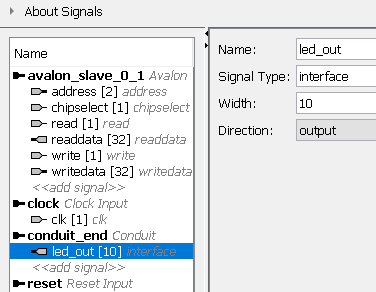 About Signals
Name
avalon_slave_0_1 Avalon
address [2] address
chipselect [1] chipselect
read [1] read
readdata [32] readdata
write [1] write
writedata [32] writedata
<<add signal>>
clock Clock Input
clk [1] clk
conduit_end Conduit
led_out [10] interface
<<add signal>>
reset Reset Input
Name: led_out
Signal Type: interface
Width: 10
Direction: output